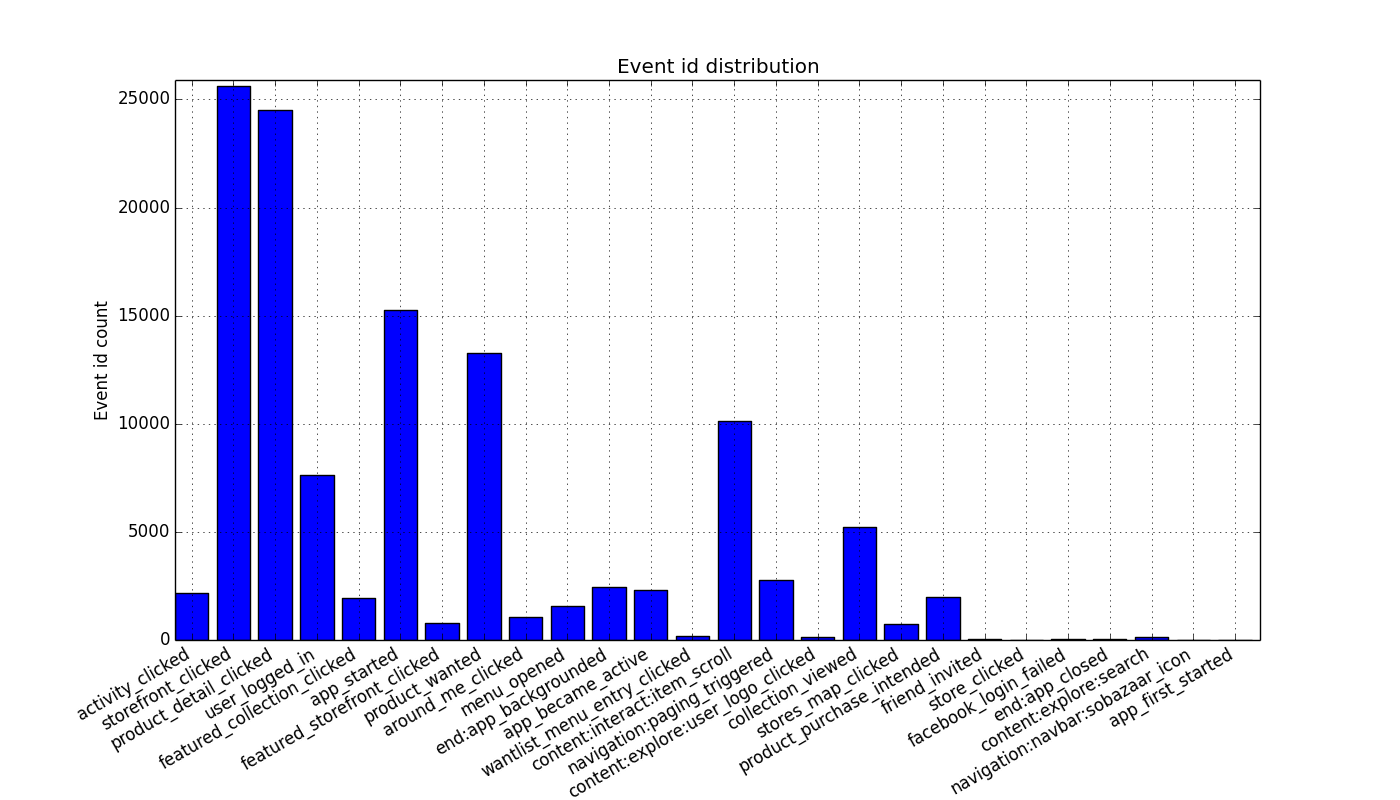 Event id distribution
Event id count
25000
20000
15000
10000
5000
0
activity_clicked
storefront_clicked
product_detail_clicked
user_logged_in
featured_collection_clicked
app_started
featured_storefront_clicked
product_wanted
around_me_clicked
menu_opened
end:app_backgrounded
app_became_active
wantlist_menu_entry_clicked
content:interact:item_scroll
navigation:paging_triggered
content:explore:user_logo_clicked
collection_viewed
stores_map_clicked
product_purchase_intended
friend_invited
store_clicked
facebook_login_failed
end:app_closed
content:explore:search
navigation:navbar:sobazaar_icon
app_first_started